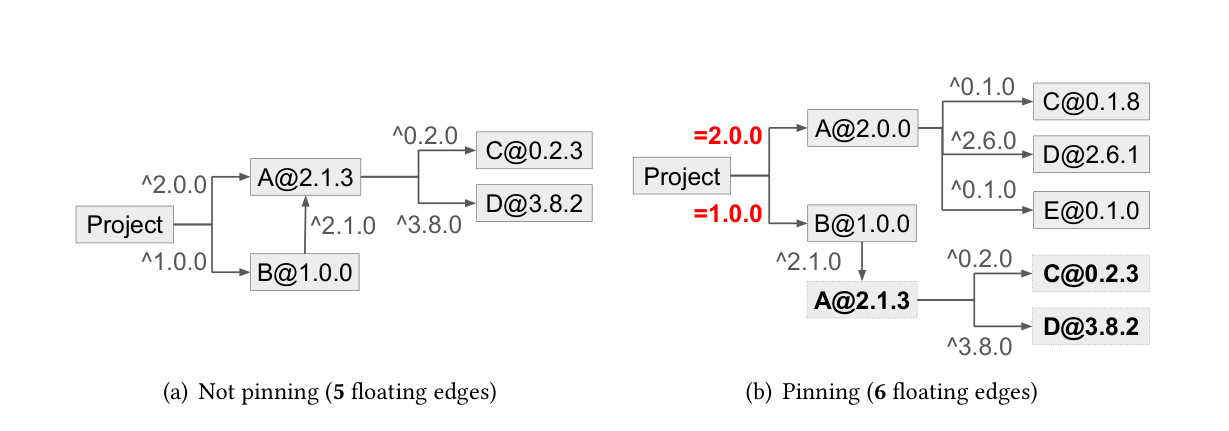 ^0.2.0
C@0.2.3
^2.0.0
A@2.1.3
D@3.8.2
Project
^2.1.0
^3.8.0
^1.0.0
B@1.0.0
(a) Not pinning (5 floating edges)
^0.1.0
C@0.1.8
=2.0.0
A@2.0.0
^2.6.0
D@2.6.1
Project
^0.1.0
E@0.1.0
=1.0.0
B@1.0.0
^2.1.0
^0.2.0
C@0.2.3
A@2.1.3
D@3.8.2
^3.8.0
(b) Pinning (6 floating edges)